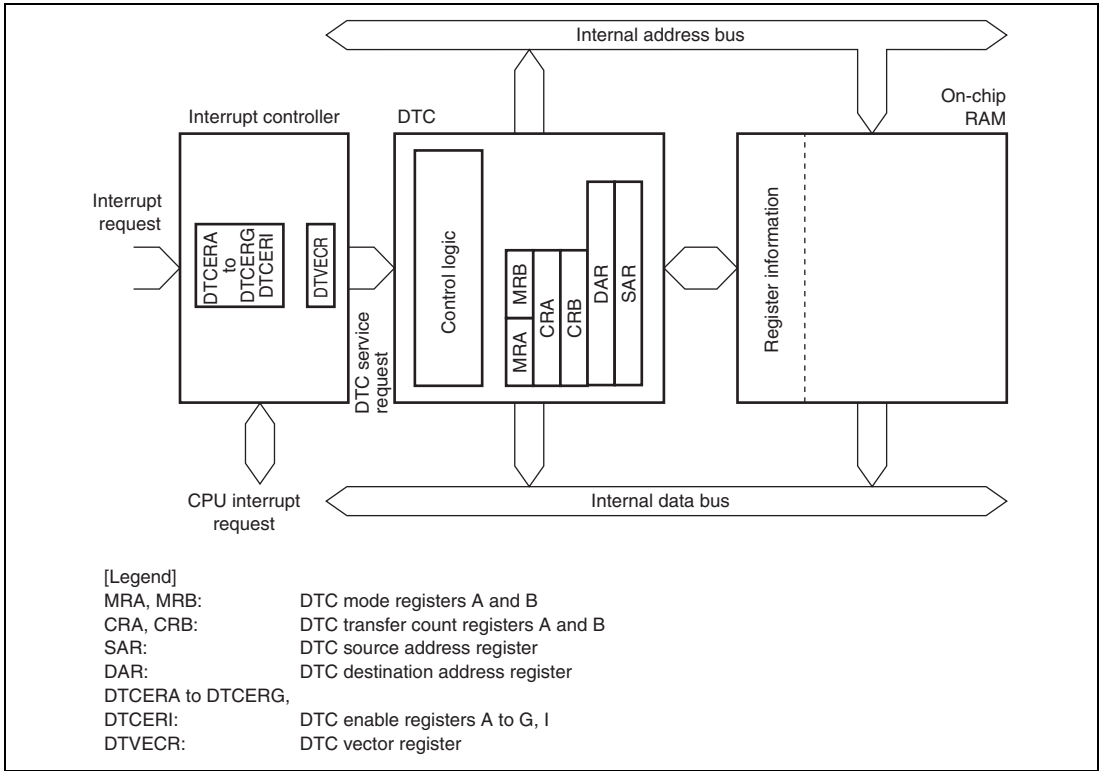 Internal address bus
On-chip
RAM
Interrupt controller
DTC
Interrupt
request
DTCERA
to
DTCERG
DTCERI
DTVECR
DTC service
request
Control logic
MRA
MRB
CRA
CRB
DAR
SAR
Register information
CPU interrupt
request
Internal data bus
[Legend]
MRA, MRB: DTC mode registers A and B
CRA, CRB: DTC transfer count registers A and B
SAR: DTC source address register
DAR: DTC destination address register
DTCERA to DTCERG,
DTCERI: DTC enable registers A to G, I
DTVECR: DTC vector register